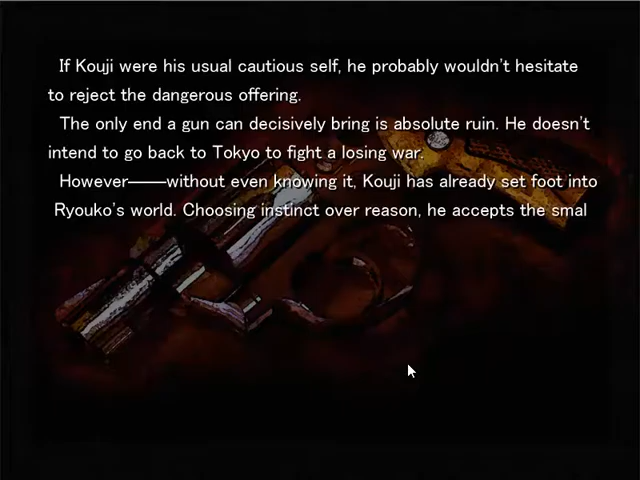 If Kouji were his usual cautious self, he probably wouldn't hesitate
to reject the dangerous offering.
The only end a gun can decisively bring is absolute ruin. He doesn't
intend to go back to Tokyo to fight a losing war.
However――without even knowing it, Kouji has already set foot into
Ryouko's world. Choosing instinct over reason, he accepts the smal